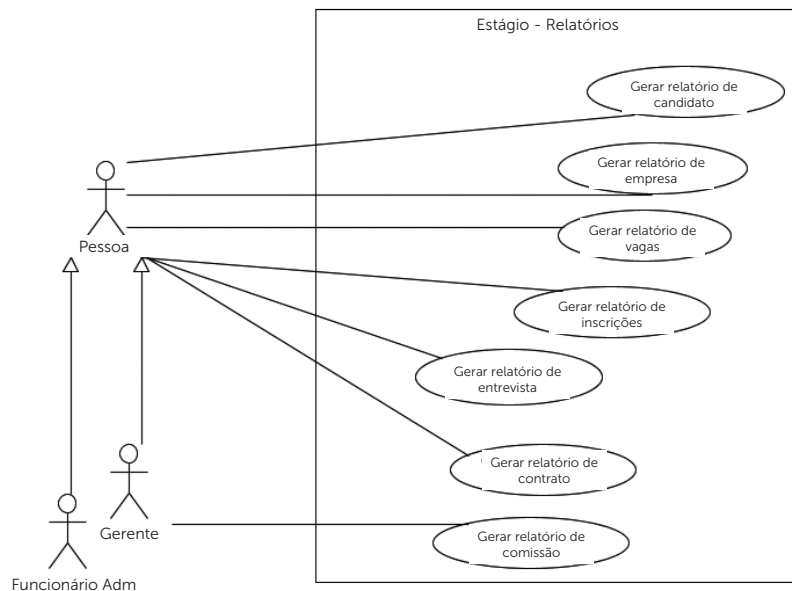 Estágio - Relatórios
Gerar relatório de
candidato
Gerar relatório de
empresa
Gerar relatório de
vagas
Pessoa
Gerar relatório de
inscrições
Gerar relatório de
entrevista
Gerar relatório de
contrato
Gerente
Gerar relatório de
comissão
Funcionário Adm